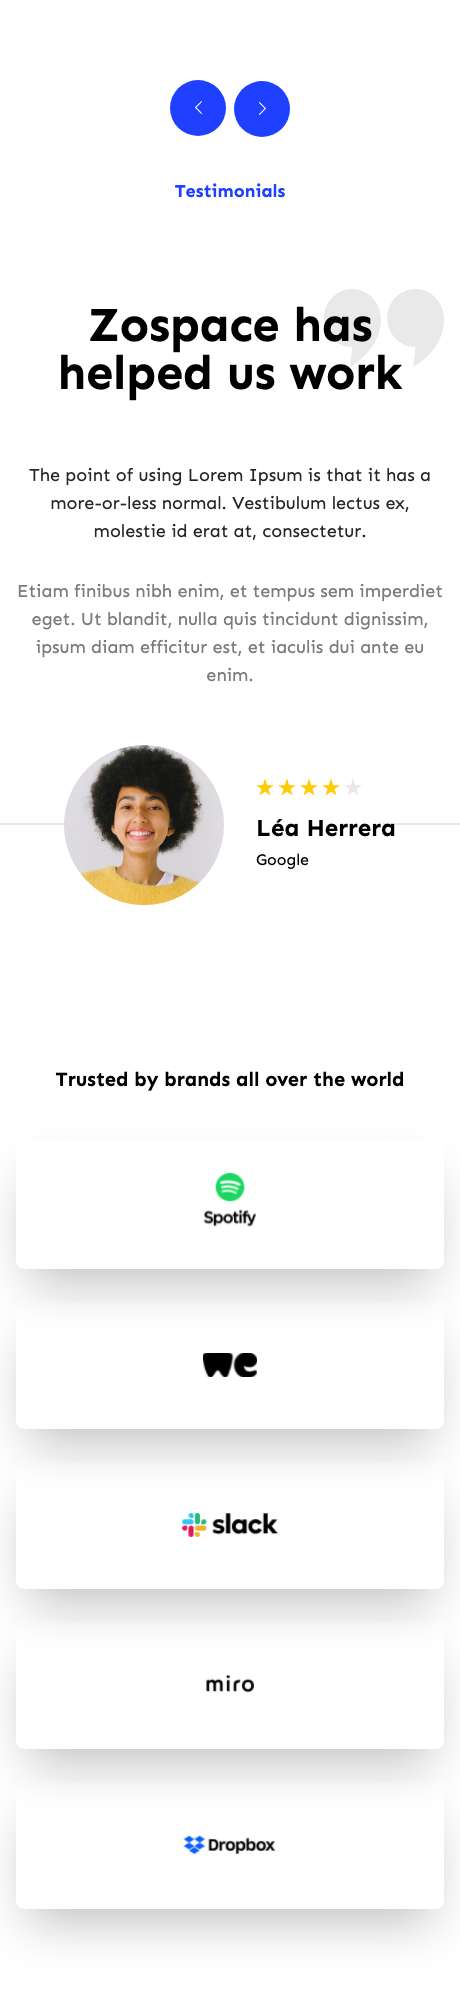 Testimonials
Zospace has
helped us work
The point of using Lorem Ipsum is that it has a
more-or-less normal. Vestibulum lectus ex,
molestie id erat at, consectetur.
Etiam finibus nibh enim, et tempus sem imperdiet
eget. Ut blandit, nulla quis tincidunt dignissim,
ipsum diam efficitur est, et iaculis dui ante eu
enim.
Léa Herrera
Google
Trusted by brands all over the world
Spotify
we
slack
miro
Dropbox